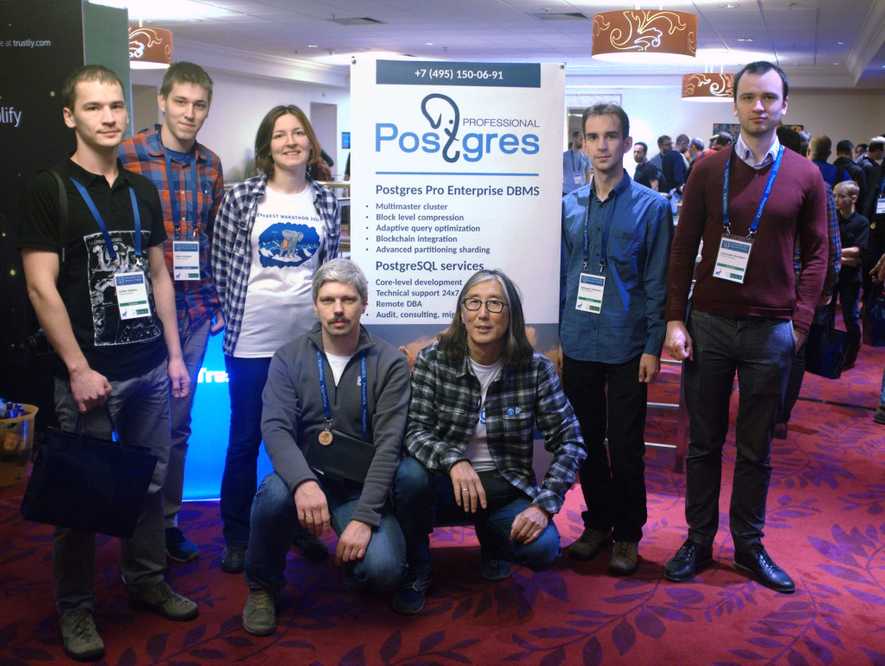 e at trustly.com
olify
+7 (495) 150-06-91
PROFESSIONAL
Postgres
Postgres Pro Enterprise DBMS
• Multimaster cluster
• Block level compression
• Adaptive query optimization
• Blockchain integration
• Advanced partitioning sharding
PostgreSQL services
Core-level development
Technical support 24x7
Remote DBA
Audit, consulting, mig